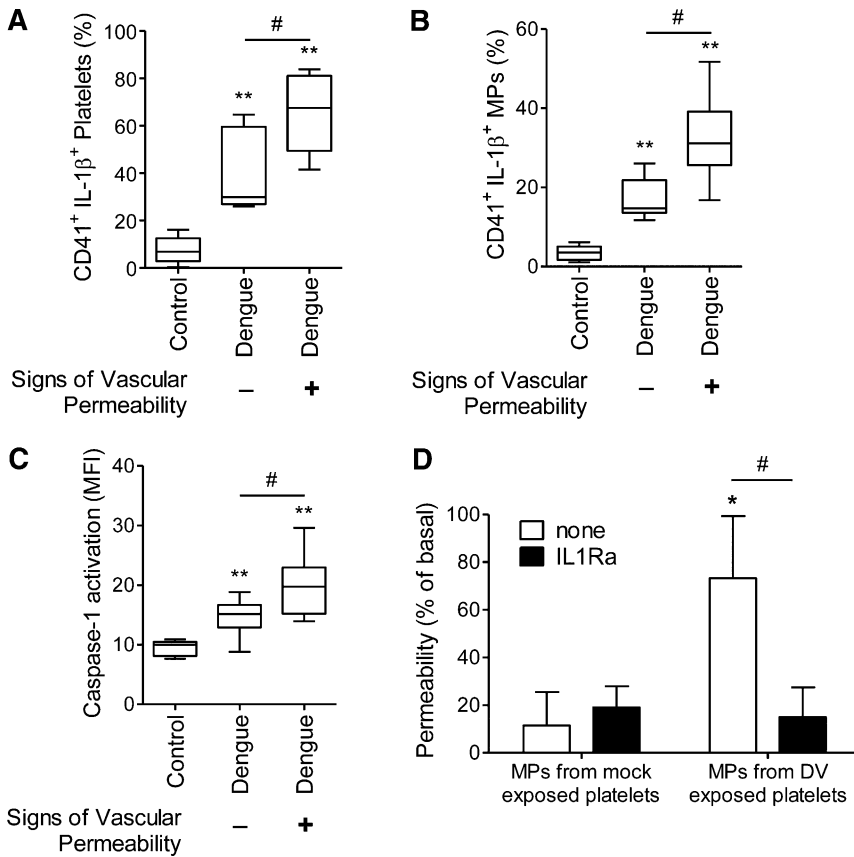 A
CD41+ IL-1β+ Platelets (%)
100
80
60
40
20
0
#
**
**
Control
Dengue
Dengue
Signs of Vascular
Permeability
–
+
B
CD41+ IL-1β+ MPs (%)
60
40
20
0
#
**
**
Control
Dengue
Dengue
Signs of Vascular
Permeability
–
+
C
Caspase-1 activation (MFI)
40
30
20
10
0
#
**
**
Control
Dengue
Dengue
Signs of Vascular
Permeability
–
+
D
Permeability (% of basal)
100
80
60
40
20
0
none
IL1Ra
#
*
MPs from mock
exposed platelets
MPs from DV
exposed platelets